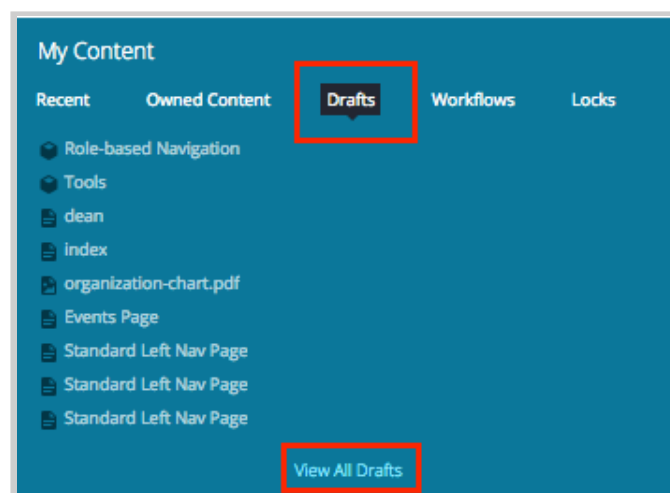 My Content
Recent Owned Content Drafts Workflows Locks
Role-based Navigation
Tools
dean
index
organization-chart.pdf
Events Page
Standard Left Nav Page
Standard Left Nav Page
Standard Left Nav Page
View All Drafts